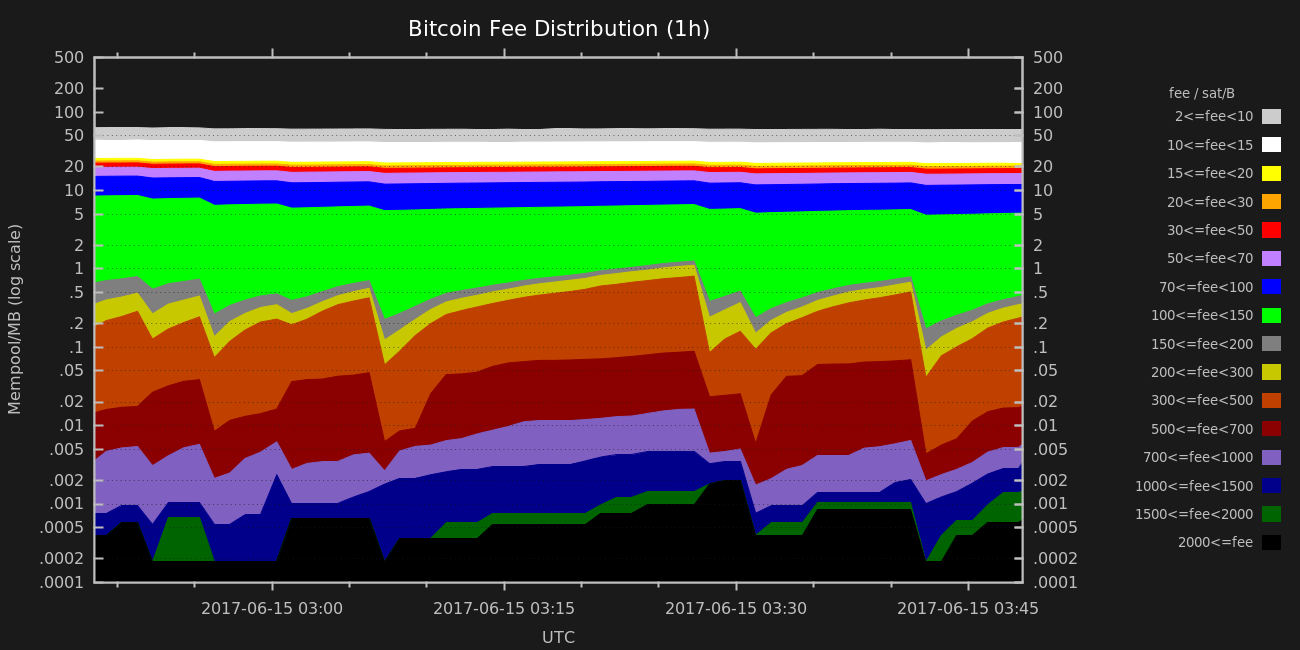 Bitcoin Fee Distribution (1h)
Mempool/MB (log scale)
500
200
100
50
20
10
5
2
1
.5
.2
.1
.05
.02
.01
.005
.002
.001
.0005
.0002
.0001
500
200
100
50
20
10
5
2
1
.5
.2
.1
.05
.02
.01
.005
.002
.001
.0005
.0002
.0001
2017-06-15 03:00
2017-06-15 03:15
2017-06-15 03:30
2017-06-15 03:45
UTC
fee / sat/B
2<=fee<10
10<=fee<15
15<=fee<20
20<=fee<30
30<=fee<50
50<=fee<70
70<=fee<100
100<=fee<150
150<=fee<200
200<=fee<300
300<=fee<500
500<=fee<700
700<=fee<1000
1000<=fee<1500
1500<=fee<2000
2000<=fee